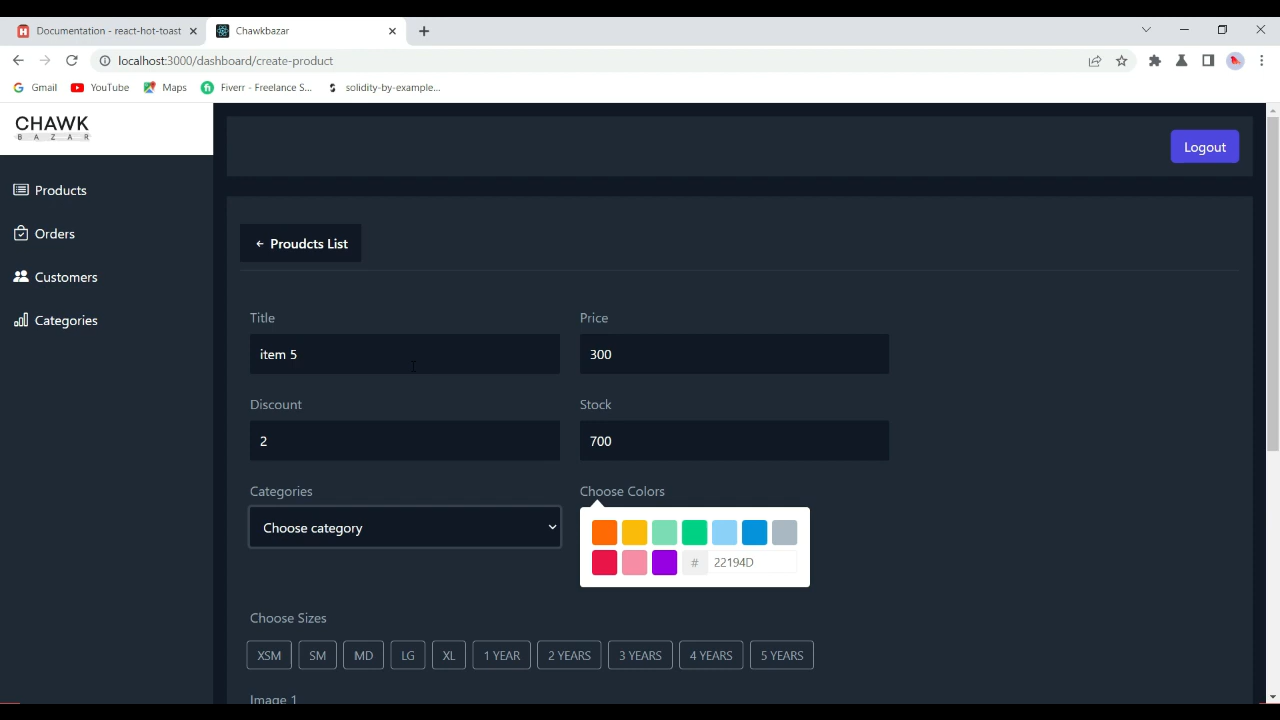 Documentation - react-hot-toast
Chawkbazar
localhost:3000/dashboard/create-product
Gmail
YouTube
Maps
Fiverr - Freelance S...
solidity-by-example...
CHAWK
BAZAR
Logout
Products
Orders
Customers
Categories
← Proudcts List
Title
Price
item 5
300
Discount
Stock
2
700
Categories
Choose Colors
Choose category
# 22194D
Choose Sizes
XSM SM MD LG XL 1 YEAR 2 YEARS 3 YEARS 4 YEARS 5 YEARS
Image 1